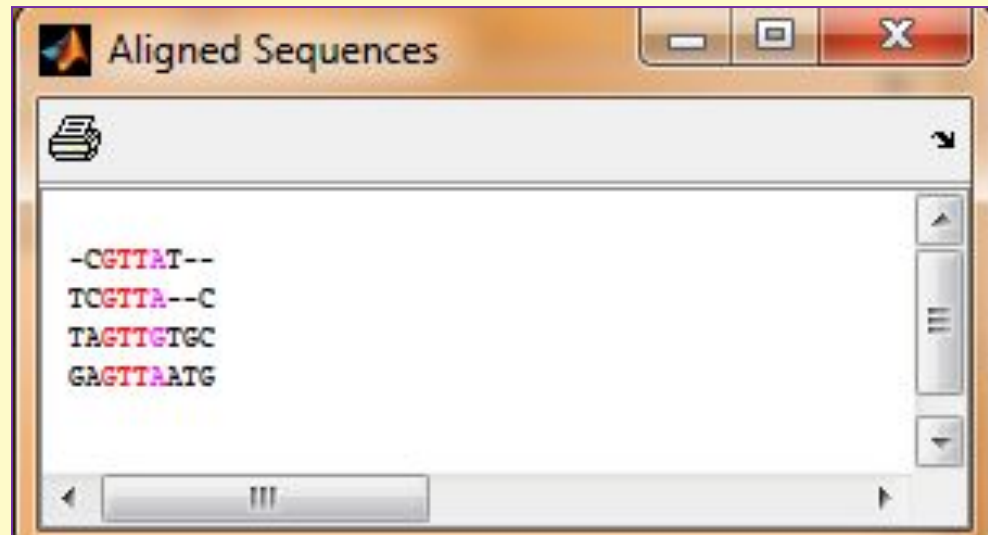 Aligned Sequences
-CGTTAT--
TCGTTA--C
TAGTTGTGC
GAGTTAATG